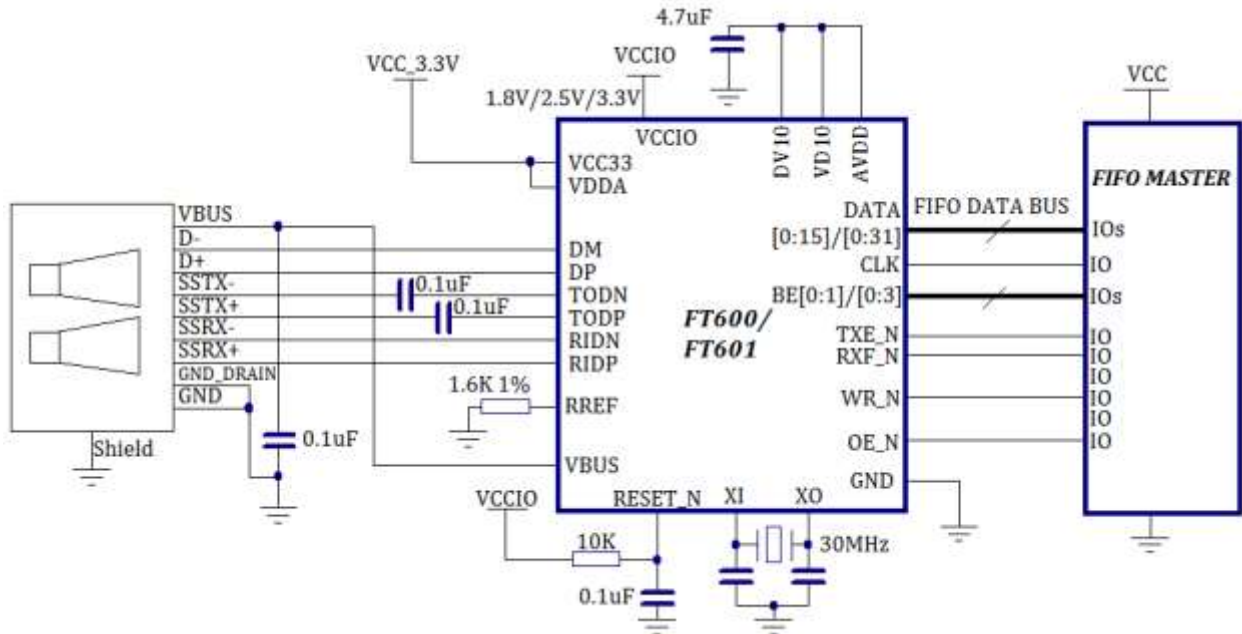 4.7uF
VCC_3.3V
VCCIO
VCC
1.8V/2.5V/3.3V
VCCIO
DV10
VD10
AVDD
VCC33
VDDA
FIFO MASTER
VBUS
D-
D+
SSTX-
SSTX+
SSRX-
SSRX+
GND_DRAIN
GND
Shield
0.1uF
0.1uF
0.1uF
DM
DP
TODN
TODP
RIDN
RIDP
1.6K 1%
RREF
VBUS
FT600/
FT601
DATA
[0:15]/[0:31]
CLK
BE[0:1]/[0:3]
TXE_N
RXF_N
WR_N
OE_N
GND
FIFO DATA BUS
IOs
IO
IOs
IO
IO
IO
IO
IO
IO
VCCIO
RESET_N
XI
XO
10K
30MHz
0.1uF